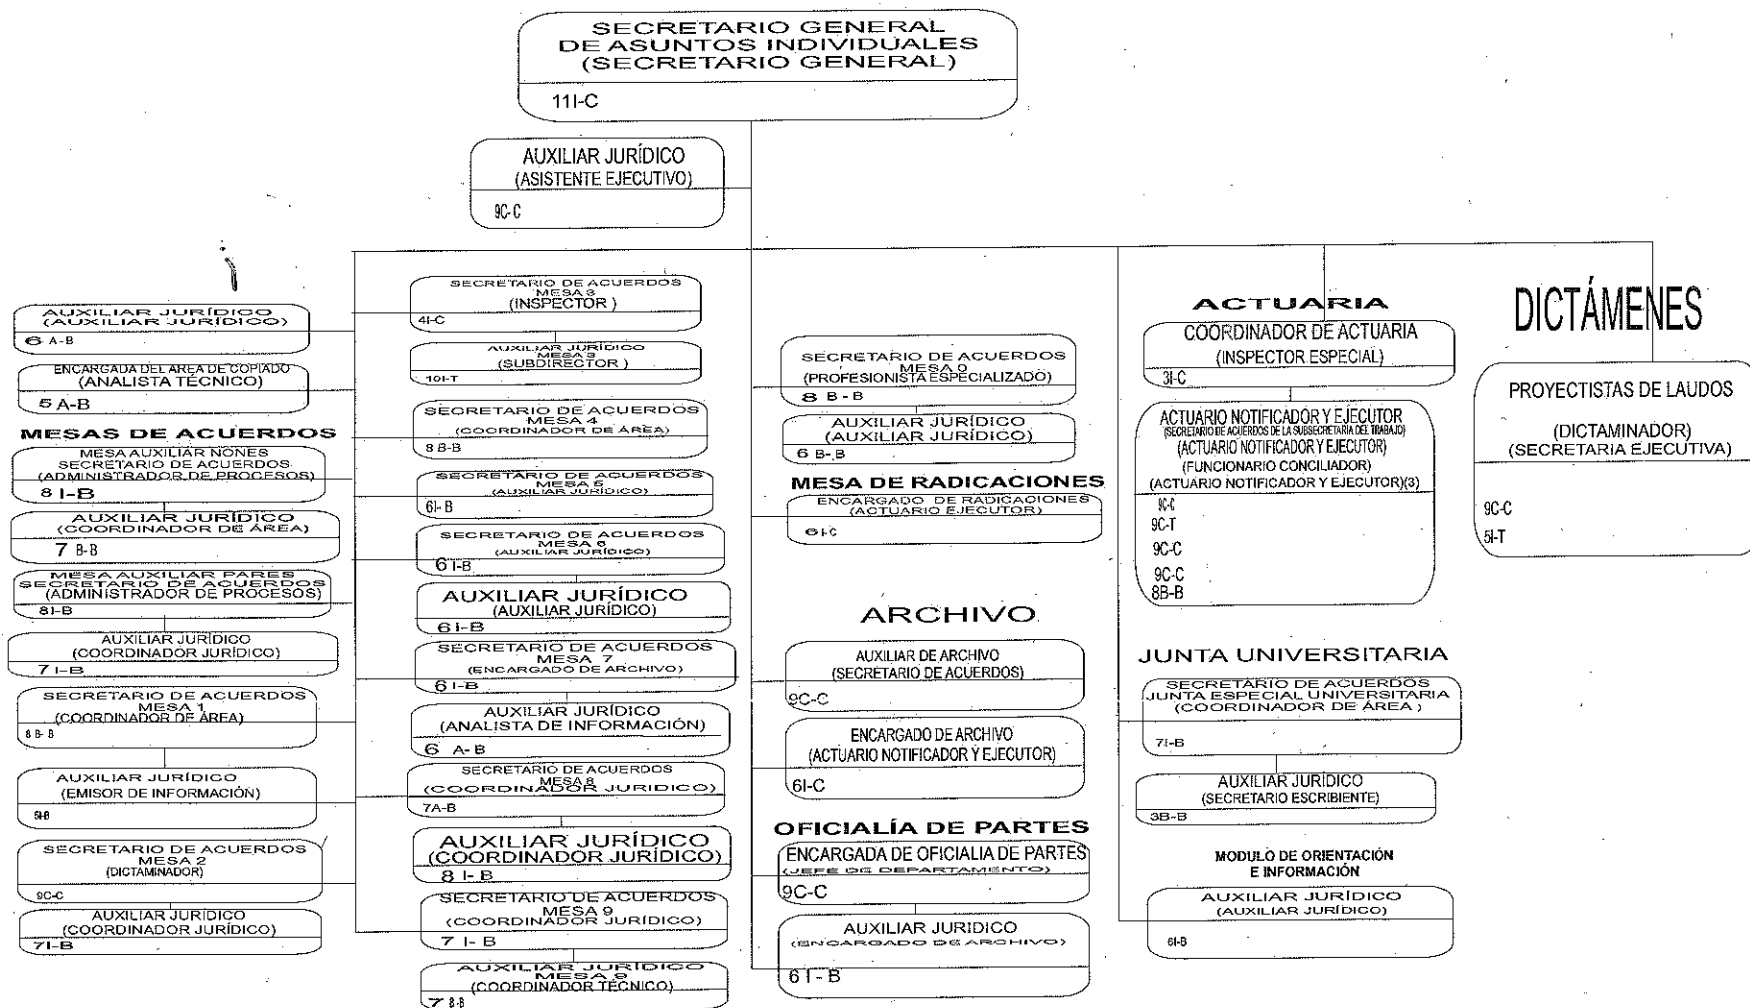 SECRETARIO GENERAL
DE ASUNTOS INDIVIDUALES
(SECRETARIO GENERAL)
11I-C
AUXILIAR JURÍDICO
(ASISTENTE EJECUTIVO)
9C-C
AUXILIAR JURÍDICO
(AUXILIAR JURÍDICO)
6 A-B
ENCARGADA DEL AREA DE COPIADO
(ANALISTA TÉCNICO)
5 A-B
MESAS DE ACUERDOS
MESA AUXILIAR NONES
SECRETARIO DE ACUERDOS
(ADMINISTRADOR DE PROCESOS)
8 I-B
AUXILIAR JURÍDICO
(COORDINADOR DE ÁREA)
7 B-B
MESA AUXILIAR PARES
SECRETARIO DE ACUERDOS
(ADMINISTRADOR DE PROCESOS)
8I-B
AUXILIAR JURÍDICO
(COORDINADOR JURÍDICO)
7 I-B
SECRETARIO DE ACUERDOS
MESA 1
(COORDINADOR DE ÁREA)
8 B- B
AUXILIAR JURÍDICO
(EMISOR DE INFORMACIÓN)
5I-B
SECRETARIO DE ACUERDOS
MESA 2
(DICTAMINADOR)
9C-C
AUXILIAR JURÍDICO
(COORDINADOR JURÍDICO)
7I-B
SECRETARIO DE ACUERDOS
MESA 3
(INSPECTOR )
4I-C
AUXILIAR JURÍDICO
MESA 3
(SUBDIRECTOR )
10I-T
SECRETARIO DE ACUERDOS
MESA 4
(COORDINADOR DE ÁREA)
8 B-B
SECRETARIO DE ACUERDOS
MESA 5
(AUXILIAR JURÍDICO)
6I- B
SECRETARIO DE ACUERDOS
MESA 6
(AUXILIAR JURÍDICO)
6 I-B
AUXILIAR JURÍDICO
(AUXILIAR JURÍDICO)
6 I-B
SECRETARIO DE ACUERDOS
MESA 7
(ENCARGADO DE ARCHIVO)
6 I-B
AUXILIAR JURÍDICO
(ANALISTA DE INFORMACIÓN)
6 A- B
SECRETARIO DE ACUERDOS
MESA 8
(COORDINADOR JURÍDICO)
7A-B
AUXILIAR JURÍDICO
(COORDINADOR JURÍDICO)
8 I- B
SECRETARIO DE ACUERDOS
MESA 9
(COORDINADOR JURÍDICO)
7 I- B
AUXILIAR JURÍDICO
MESA 9
(COORDINADOR TÉCNICO)
7 B-B
SECRETARIO DE ACUERDOS
MESA 0
(PROFESIONISTA ESPECIALIZADO)
8 B - B
AUXILIAR JURÍDICO
(AUXILIAR JURÍDICO)
6 B-.B
MESA DE RADICACIONES
ENCARGADO DE RADICACIONES
(ACTUARIO EJECUTOR)
6 I-C
ARCHIVO
AUXILIAR DE ARCHIVO
(SECRETARIO DE ACUERDOS)
9C-C
ENCARGADO DE ARCHIVO
(ACTUARIO NOTIFICADOR Y EJECUTOR)
6I-C
OFICIALÍA DE PARTES
ENCARGADA DE OFICIALIA DE PARTES
(JEFE DE DEPARTAMENTO)
9C-C
AUXILIAR JURIDICO
(ENCARGADO DE ARCHIVO)
6 I - B
ACTUARIA
COORDINADOR DE ACTUARIA
(INSPECTOR ESPECIAL)
3I-C
ACTUARIO NOTIFICADOR Y EJECUTOR
(SECRETARIO DE ACUERDOS DE LA SUBSECRETARIA DEL TRABAJO)
(ACTUARIO NOTIFICADOR Y EJECUTOR)
(FUNCIONARIO CONCILIADOR)
(ACTUARIO NOTIFICADOR Y EJECUTOR)(3)
9C-C
9C-T
9C-C
9C-C
8B-B
JUNTA UNIVERSITARIA
SECRETARIO DE ACUERDOS
JUNTA ESPECIAL UNIVERSITARIA
(COORDINADOR DE ÁREA )
7I-B
AUXILIAR JURÍDICO
(SECRETARIO ESCRIBIENTE)
3B-B
MODULO DE ORIENTACIÓN
E INFORMACIÓN
AUXILIAR JURÍDICO
(AUXILIAR JURÍDICO)
6I-B
DICTÁMENES
PROYECTISTAS DE LAUDOS
(DICTAMINADOR)
(SECRETARIA EJECUTIVA)
9C-C
5I-T